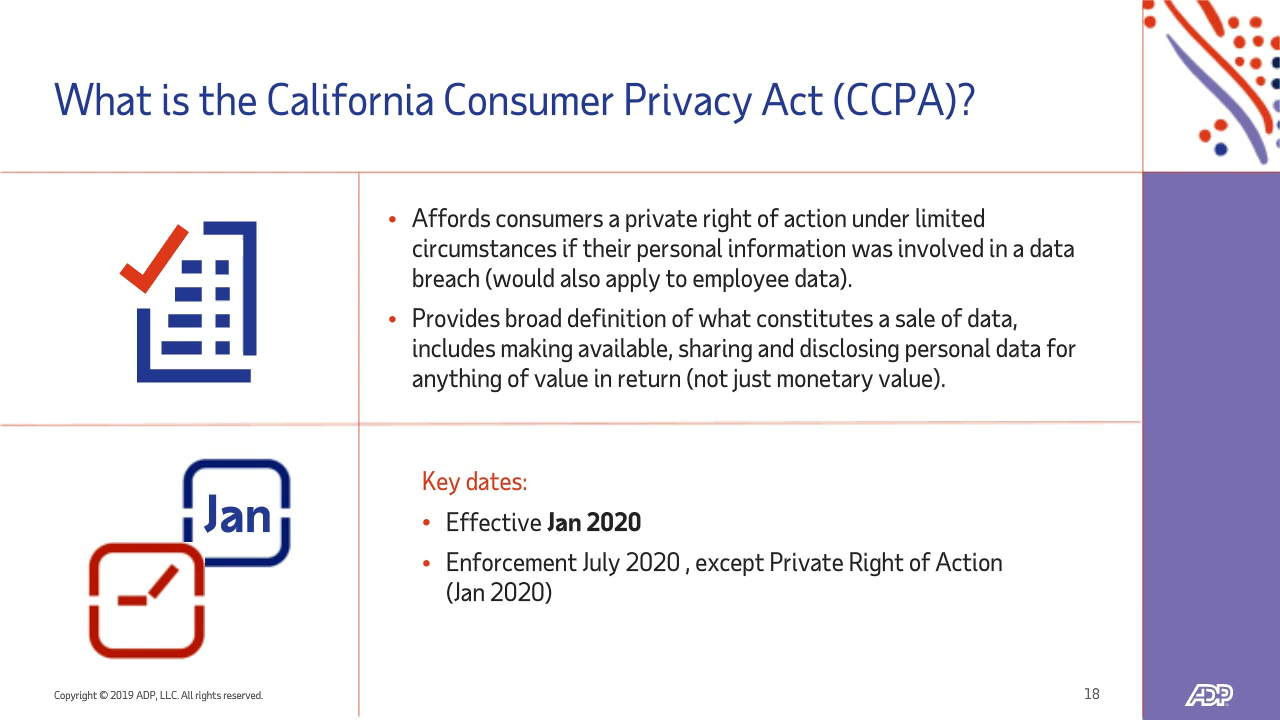 What is the California Consumer Privacy Act (CCPA)?
• Affords consumers a private right of action under limited
circumstances if their personal information was involved in a data
breach (would also apply to employee data).
• Provides broad definition of what constitutes a sale of data,
includes making available, sharing and disclosing personal data for
anything of value in return (not just monetary value).
Jan
Key dates:
• Effective Jan 2020
• Enforcement July 2020 , except Private Right of Action
(Jan 2020)
Copyright © 2019 ADP, LLC. All rights reserved.
18
ADP